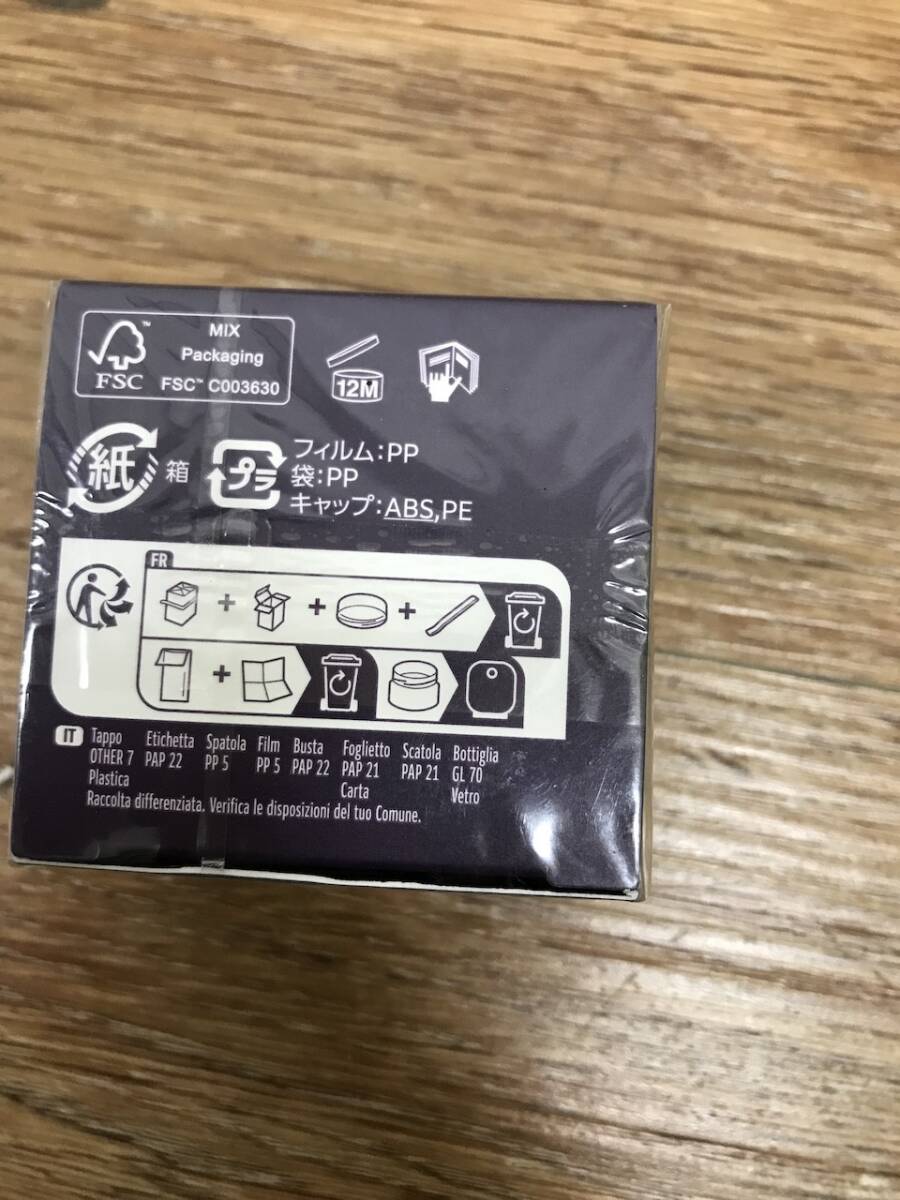 MIX
Packaging
FSC™ C003630
™
FSC
12M
紙 箱
プラ
フィルム:PP
袋:PP
キャップ:ABS,PE
FR
IT
Tappo
OTHER 7
Plastica
Etichetta
PAP 22
Spatola
PP 5
Film
PP 5
Busta
PAP 22
Foglietto
PAP 21
Carta
Scatola
PAP 21
Bottiglia
GL 70
Vetro
Raccolta differenziata. Verifica le disposizioni del tuo Comune.